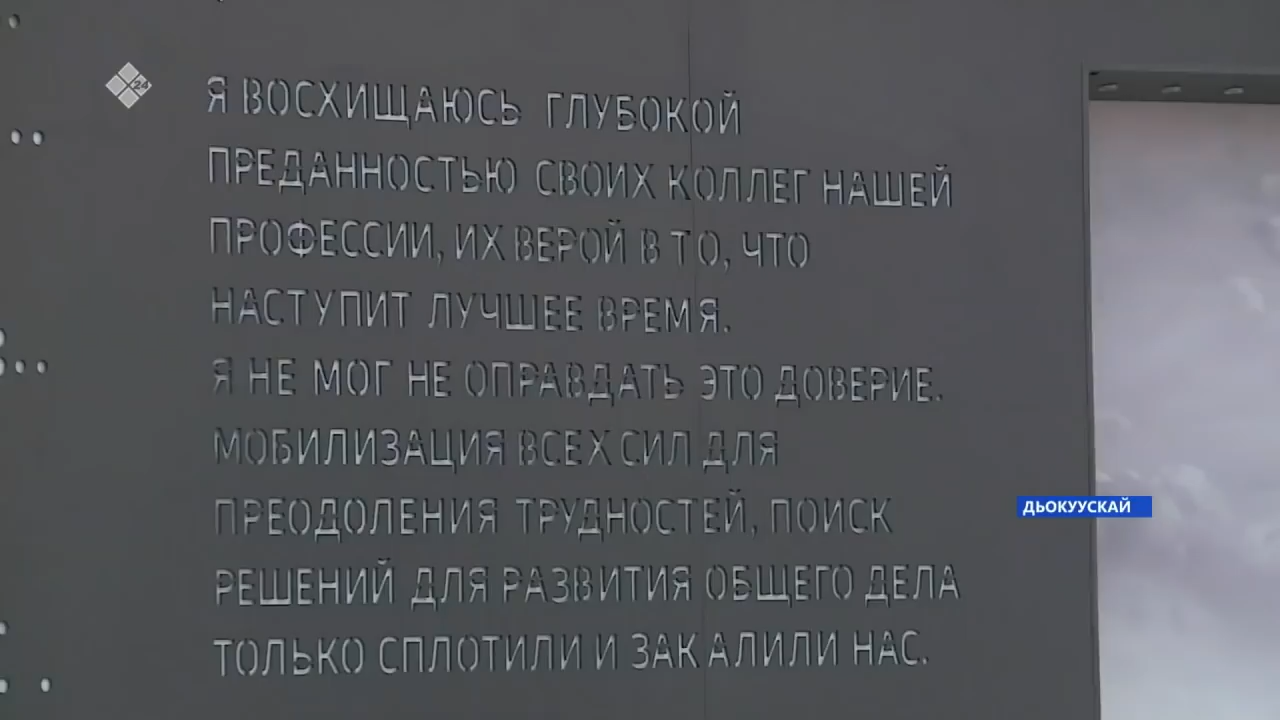 24
Я ВОСХИЩАЮСЬ ГЛУБОКОЙ
ПРЕДАННОСТЬЮ СВОИХ КОЛЛЕГ НАШЕЙ
ПРОФЕССИИ, ИХ ВЕРОЙ В ТО, ЧТО
НАСТУПИТ ЛУЧШЕЕ ВРЕМЯ.
Я НЕ МОГ НЕ ОПРАВДАТЬ ЭТО ДОВЕРИЕ.
МОБИЛИЗАЦИЯ ВСЕХ СИЛ ДЛЯ
ПРЕОДОЛЕНИЯ ТРУДНОСТЕЙ, ПОИСК
РЕШЕНИЙ ДЛЯ РАЗВИТИЯ ОБЩЕГО ДЕЛА
ТОЛЬКО СПЛОТИЛИ И ЗАКАЛИЛИ НАС.
ДЬОКУУСКАЙ